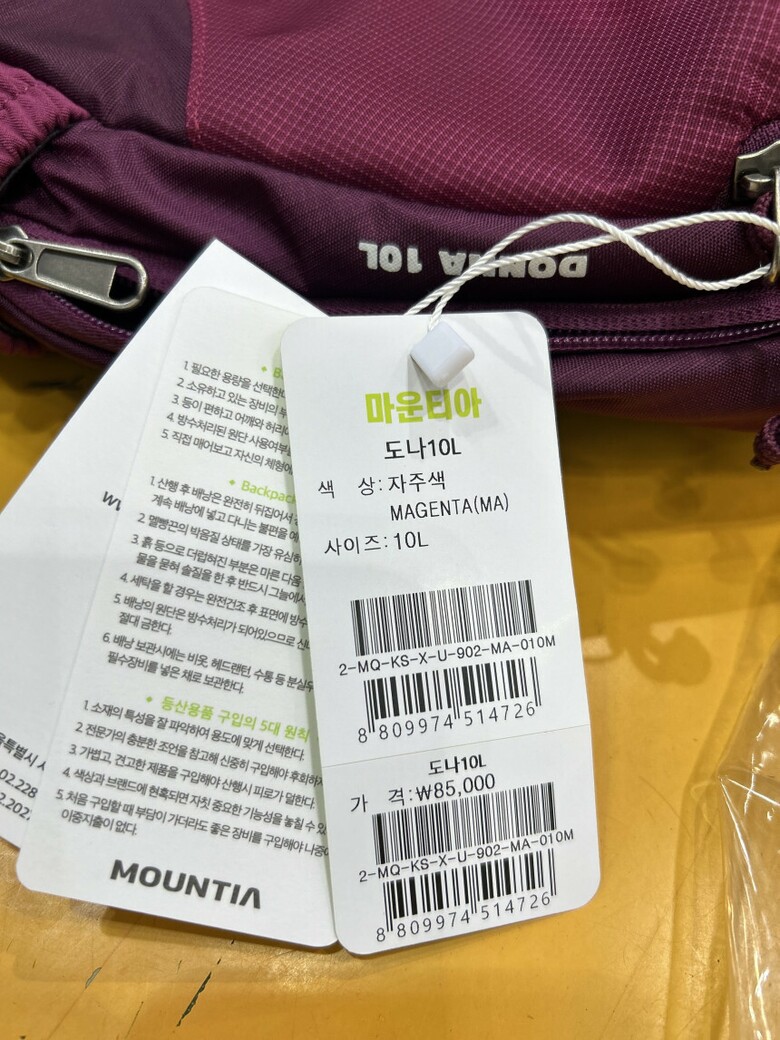 DONNA 10L
마운티아
도나10L
색 상:자주색
MAGENTA(MA)
사이즈:10L
2-MQ-KS-X-U-902-MA-010M
8 809974 514726
도나10L
가 격:₩85,000
2-MQ-KS-X-U-902-MA-010M
8 809974 514726
1. 필요한 용량을 선택한
2. 소유하고 있는 장비의
3. 등이 편하고 어깨와
4. 방수처리된 원단
5. 직접 매어보고 자신의 체형에
• Backpack
1. 산행 후 배낭은 완전히 뒤집어서
계속 배낭에 넣고 다니는 불편을
2. 멜빵끈의 박음질 상태를 가장
3. 흙 등으로 더럽혀진 부분은 마른 다음
물을 묻혀 솔질을 한 후 반드시
4. 세탁을 할 경우는 완전건조 후 표면에
5. 배낭의 원단은 방수처리가 되어있으므로
절대 금한다.
6. 배낭 보관시에는 비옷, 헤드랜턴, 수통 등
필수장비를 넣은 채로 보관한다.
• 등산용품 구입의 5대 원칙
1. 소재의 특성을 잘 파악하여 용도에 맞게 선택한다.
2. 전문가의 충분한 조언을 참고해 신중히 구입해야
3. 가볍고, 견고한 제품을 구입해야 산행시 피로가 덜한다.
4. 색상과 브랜드에 현혹되면 자칫 중요한 기능성을 놓칠 수
5. 처음 구입할 때 부담이 가더라도 좋은 장비를 구입해야
이중지출이 없다.
MOUNTIA
02.228